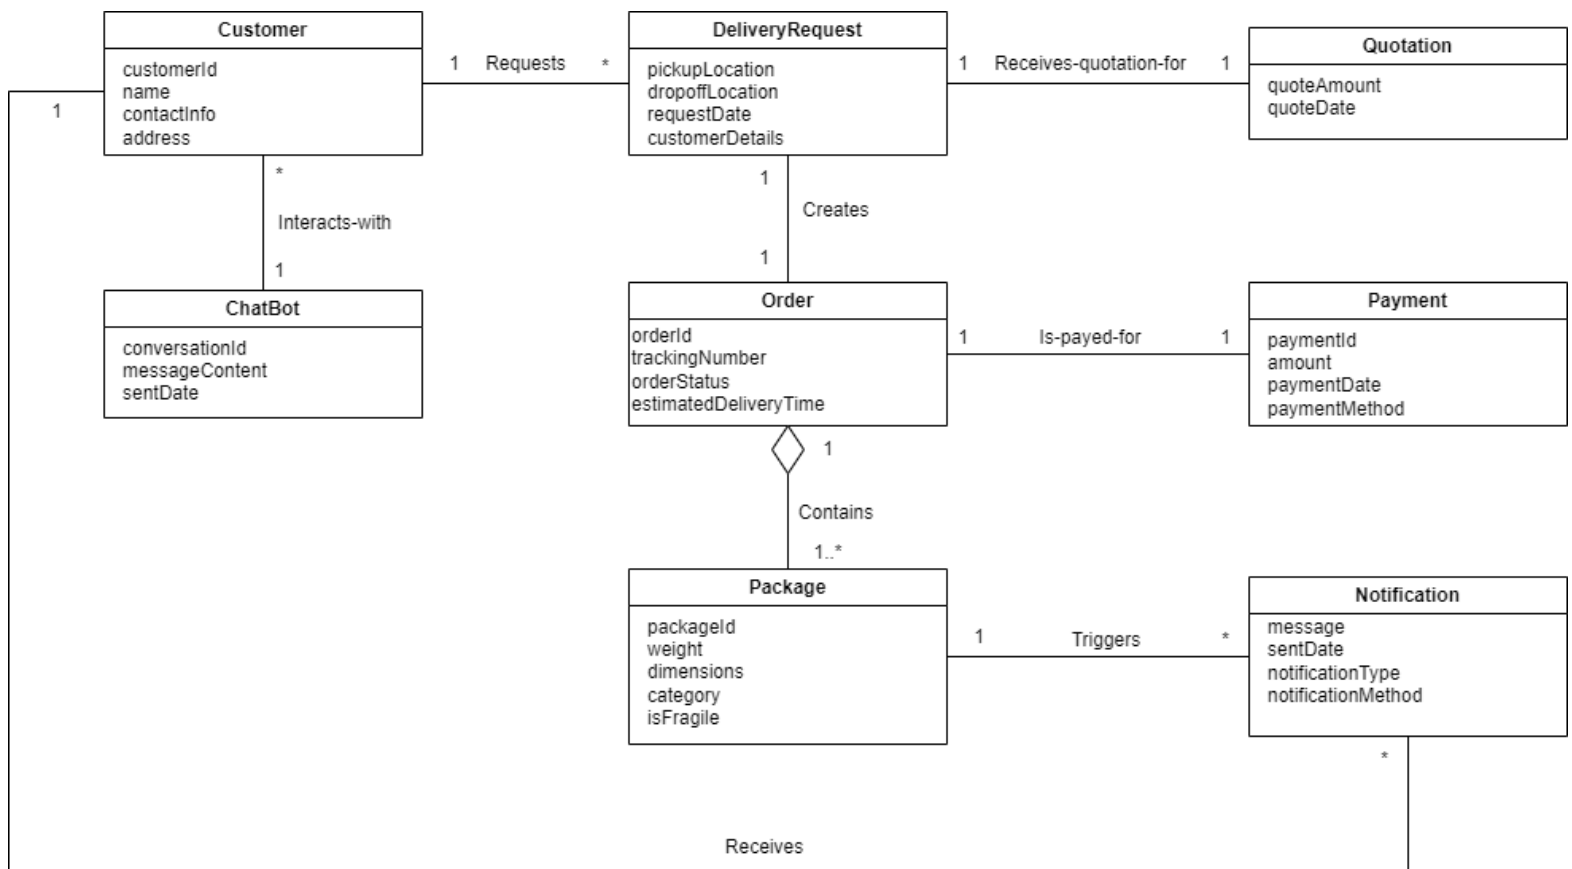 Customer
customerId
name
contactInfo
address
1
1 Requests *
DeliveryRequest
pickupLocation
dropoffLocation
requestDate
customerDetails
1 Receives-quotation-for 1
Quotation
quoteAmount
quoteDate
*
Interacts-with
1
1
Creates
1
ChatBot
conversationId
messageContent
sentDate
Order
orderId
trackingNumber
orderStatus
estimatedDeliveryTime
1 Is-payed-for 1
Payment
paymentId
amount
paymentDate
paymentMethod
1
Contains
1..*
Package
packageId
weight
dimensions
category
isFragile
1 Triggers *
Notification
message
sentDate
notificationType
notificationMethod
*
Receives